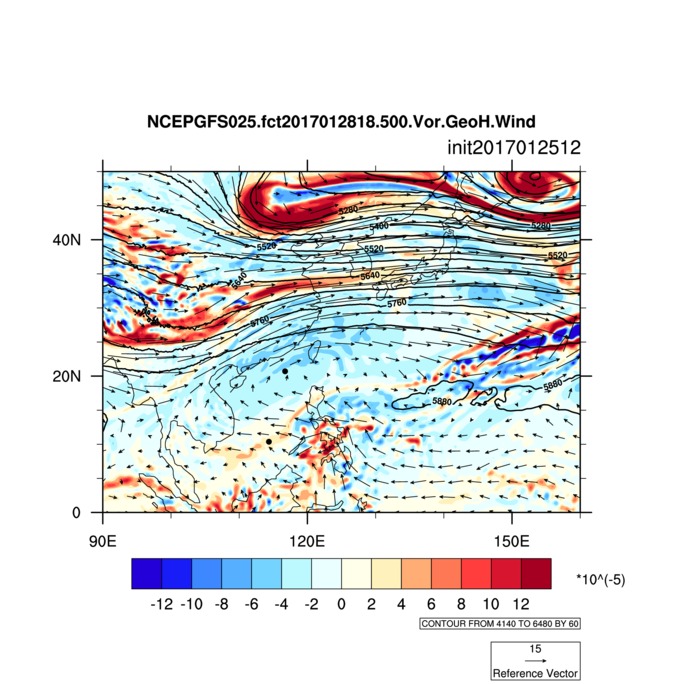 NCEPGFS025.fct2017012818.500.Vor.GeoH.Wind
init2017012512
5280
5400
5280
40N
5520
5520
5520
5640
5640
5760
5760
20N
5880
5880
0
90E 120E 150E
-12 -10 -8 -6 -4 -2 0 2 4 6 8 10 12
*10^(-5)
CONTOUR FROM 4140 TO 6480 BY 60
15
Reference Vector